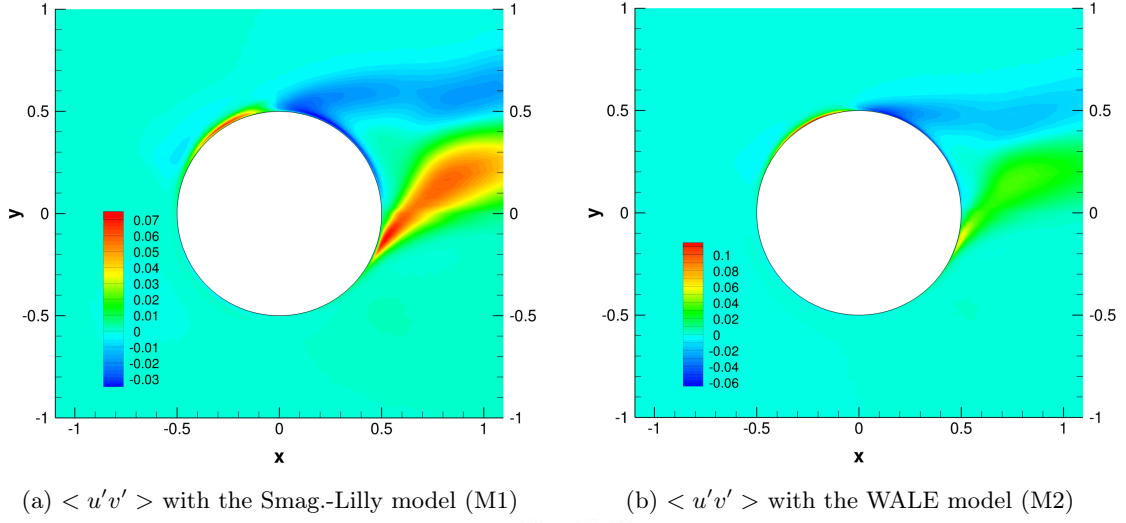 1 1 1 1
0.5 0.5 0.5 0.5
y 0 0 y 0 0
0.07 0.1
0.06 0.08
0.05 0.06
0.04 0.04
0.03 0.02
0.02 0
0.01 -0.02
0 -0.04
-0.01 -0.06
-0.02
-0.03
-0.5 -0.5 -0.5 -0.5
-1 -1 -1 -1
-1 -0.5 0 0.5 1 -1 -0.5 0 0.5 1
x x
(a) < u′v′ > with the Smag.-Lilly model (M1) (b) < u′v′ > with the WALE model (M2)